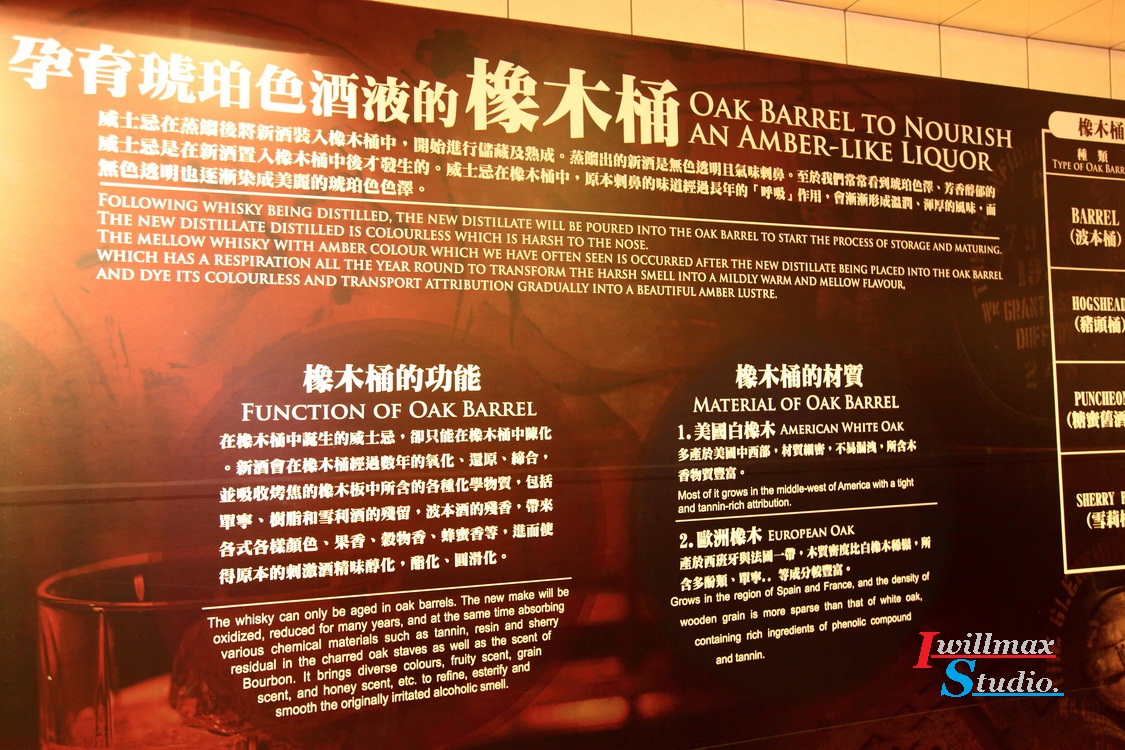 孕育琥珀色酒液的橡木桶
OAK BARREL TO NOURISH
AN AMBER-LIKE LIQUOR
威士忌在蒸餾後將新酒裝入橡木桶中，開始進行儲藏及熟成。蒸餾出的新酒是無色透明且氣味刺鼻。至於我們常常看到琥珀色澤、芳香醇郁的
威士忌是在新酒置入橡木桶中後才發生的。威士忌在橡木桶中，原本刺鼻的味道經過長年的「呼吸」作用，會漸漸形成溫潤、渾厚的風味，而
無色透明也逐漸染成美麗的琥珀色色澤。
FOLLOWING WHISKY BEING DISTILLED, THE NEW DISTILLATE WILL BE POURED INTO THE OAK BARREL TO START THE PROCESS OF STORAGE AND MATURING.
THE NEW DISTILLATE DISTILLED IS COLOURLESS WHICH IS HARSH TO THE NOSE.
THE MELLOW WHISKY WITH AMBER COLOUR WHICH WE HAVE OFTEN SEEN IS OCCURRED AFTER THE NEW DISTILLATE BEING PLACED INTO THE OAK BARREL
WHICH HAS A RESPIRATION ALL THE YEAR ROUND TO TRANSFORM THE HARSH SMELL INTO A MILDLY WARM AND MELLOW FLAVOUR,
AND DYE ITS COLOURLESS AND TRANSPORT ATTRIBUTION GRADUALLY INTO A BEAUTIFUL AMBER LUSTRE.
橡木桶的功能
FUNCTION OF OAK BARREL
在橡木桶中誕生的威士忌，卻只能在橡木桶中陳化
。新酒會在橡木桶經過數年的氧化、還原、締合，
並吸收烤焦的橡木板中所含的各種化學物質，包括
單寧、樹脂和雪利酒的殘留，波本酒的殘香，帶來
各式各樣顏色、果香、穀物香、蜂蜜香等，進而使
得原本的刺激酒精味醇化，酯化、圓滑化。
The whisky can only be aged in oak barrels. The new make will be
oxidized, reduced for many years, and at the same time absorbing
various chemical materials such as tannin, resin and sherry
residual in the charred oak staves as well as the scent of
Bourbon. It brings diverse colours, fruity scent, grain
scent, and honey scent, etc. to refine, esterify and
smooth the originally irritated alcoholic smell.
橡木桶的材質
MATERIAL OF OAK BARREL
1.美國白橡木 AMERICAN WHITE OAK
多產於美國中西部，材質細密，不易漏洩，所含木
香物質豐富。
Most of it grows in the middle-west of America with a tight
and tannin-rich attribution.
2.歐洲橡木 EUROPEAN OAK
產於西班牙與法國一帶，木質密度比白橡木稀鬆，所
含多酚類、單寧.. 等成分較豐富。
Grows in the region of Spain and France, and the density of
wooden grain is more sparse than that of white oak,
containing rich ingredients of phenolic compound
and tannin.
橡木桶
種 類
TYPE OF OAK BARR
BARREL
(波本桶)
HOGSHEAD
(豬頭桶)
PUNCHEON
(糖蜜舊酒
SHERRY
(雪莉
WM GRANT
Iwillmax
Studio.